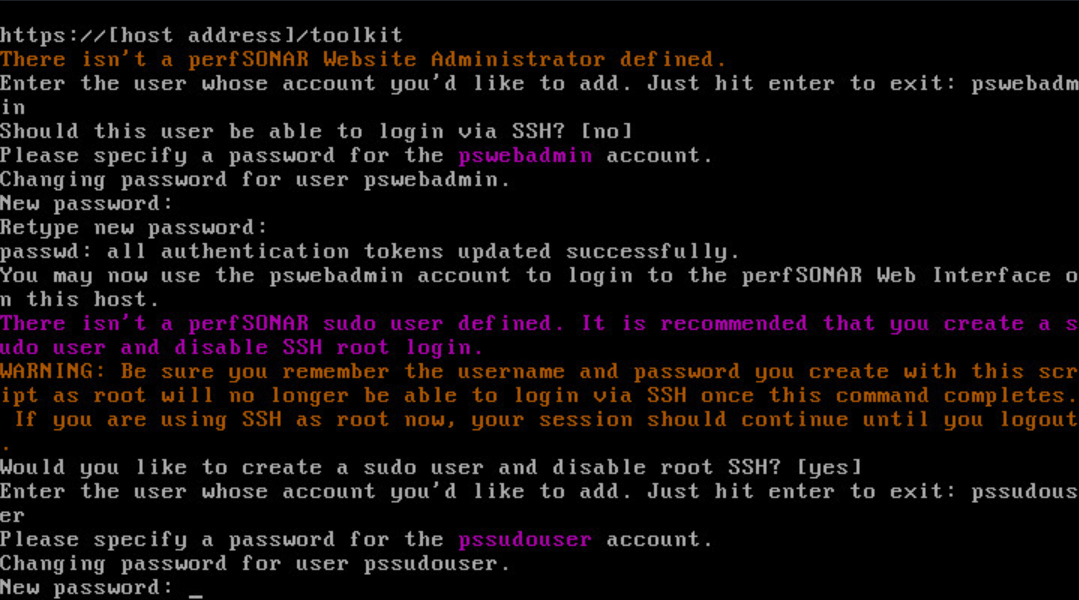 https://[host address]/toolkit
There isn't a perfSONAR Website Administrator defined.
Enter the user whose account you'd like to add. Just hit enter to exit: pswebadm
in
Should this user be able to login via SSH? [no]
Please specify a password for the pswebadmin account.
Changing password for user pswebadmin.
New password:
Retype new password:
passwd: all authentication tokens updated successfully.
You may now use the pswebadmin account to login to the perfSONAR Web Interface o
n this host.
There isn't a perfSONAR sudo user defined. It is recommended that you create a s
udo user and disable SSH root login.
WARNING: Be sure you remember the username and password you create with this scr
ipt as root will no longer be able to login via SSH once this command completes.
 If you are using SSH as root now, your session should continue until you logout
.
Would you like to create a sudo user and disable root SSH? [yes]
Enter the user whose account you'd like to add. Just hit enter to exit: pssudous
er
Please specify a password for the pssudouser account.
Changing password for user pssudouser.
New password: _